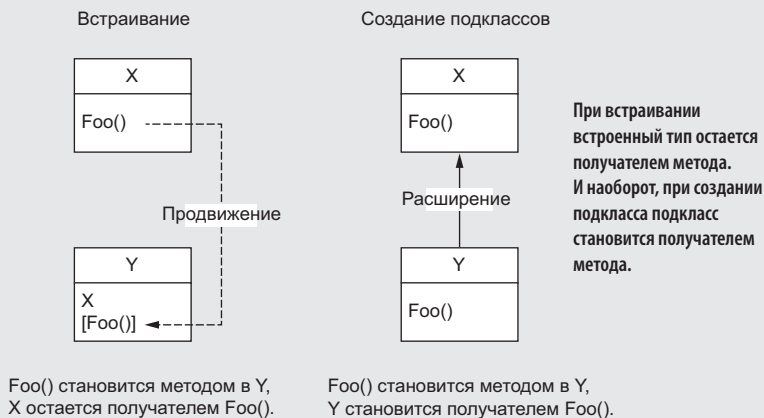 Встраивание
X
Foo()
Продвижение
Y
X
[Foo()]
Foo() становится методом в Y,
X остается получателем Foo().
Создание подклассов
X
Foo()
Расширение
Y
Foo()
Foo() становится методом в Y,
Y становится получателем Foo().
При встраивании
встроенный тип остается
получателем метода.
И наоборот, при создании
подкласса подкласс
становится получателем
метода.